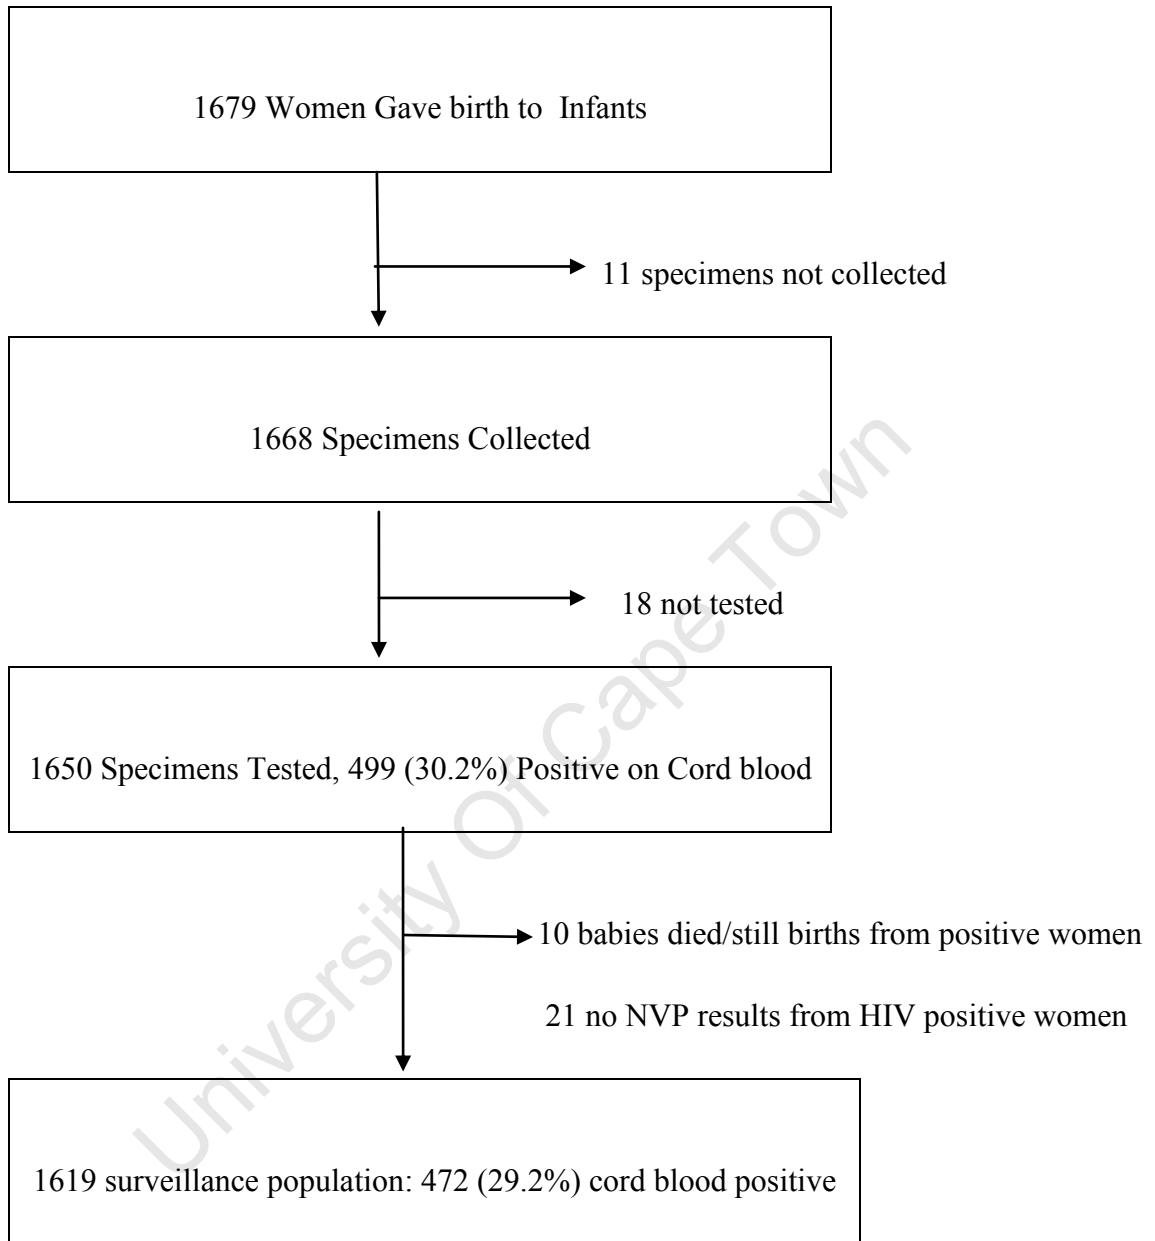 1679 Women Gave birth to Infants
11 specimens not collected
1668 Specimens Collected
18 not tested
1650 Specimens Tested, 499 (30.2%) Positive on Cord blood
10 babies died/still births from positive women
21 no NVP results from HIV positive women
1619 surveillance population: 472 (29.2%) cord blood positive
University Of Cape Town